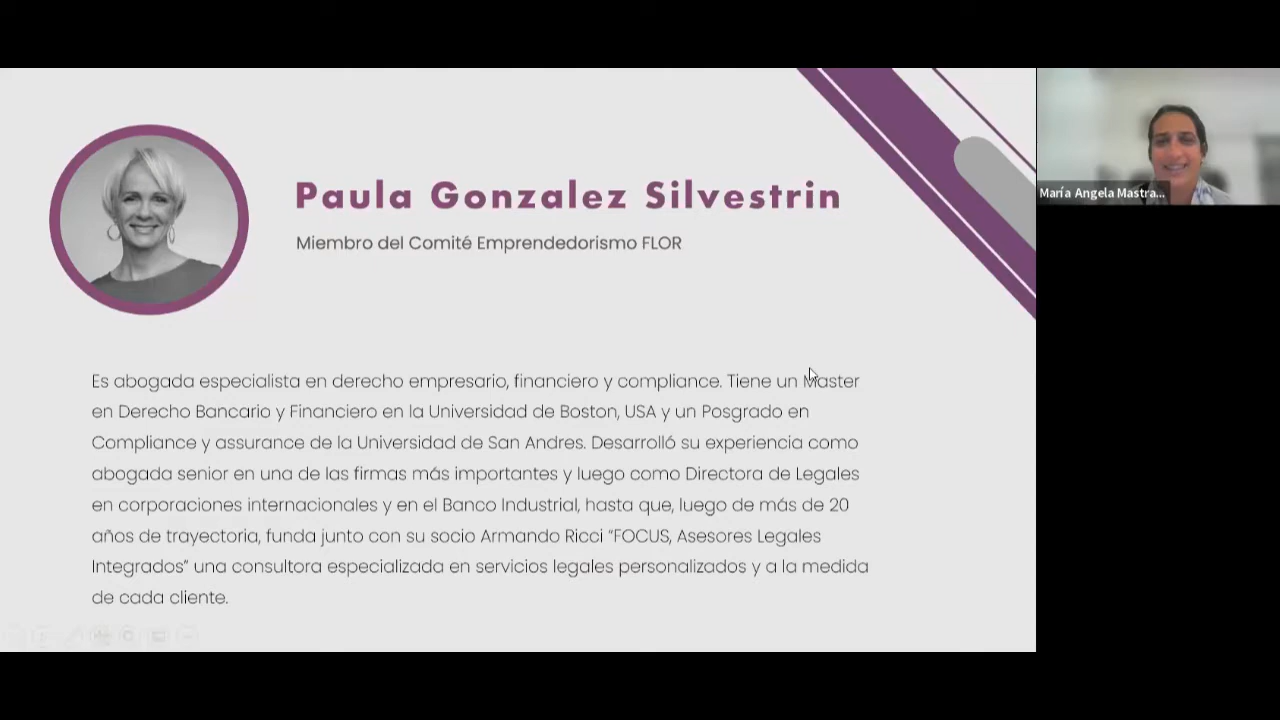 Paula Gonzalez Silvestrin
Miembro del Comité Emprendedorismo FLOR
Es abogada especialista en derecho empresario, financiero y compliance. Tiene un Master
en Derecho Bancario y Financiero en la Universidad de Boston, USA y un Posgrado en
Compliance y assurance de la Universidad de San Andres. Desarrolló su experiencia como
abogada senior en una de las firmas más importantes y luego como Directora de Legales
en corporaciones internacionales y en el Banco Industrial, hasta que, luego de más de 20
años de trayectoria, funda junto con su socio Armando Ricci “FOCUS, Asesores Legales
Integrados” una consultora especializada en servicios legales personalizados y a la medida
de cada cliente.
María Angela Mastra...